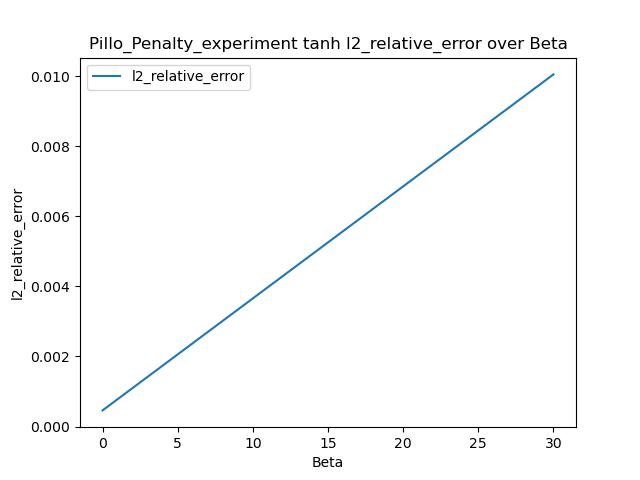 Pillo_Penalty_experiment tanh l2_relative_error over Beta
l2_relative_error
0.010
0.008
0.006
0.004
0.002
0.000
l2_relative_error
0 5 10 15 20 25 30
Beta